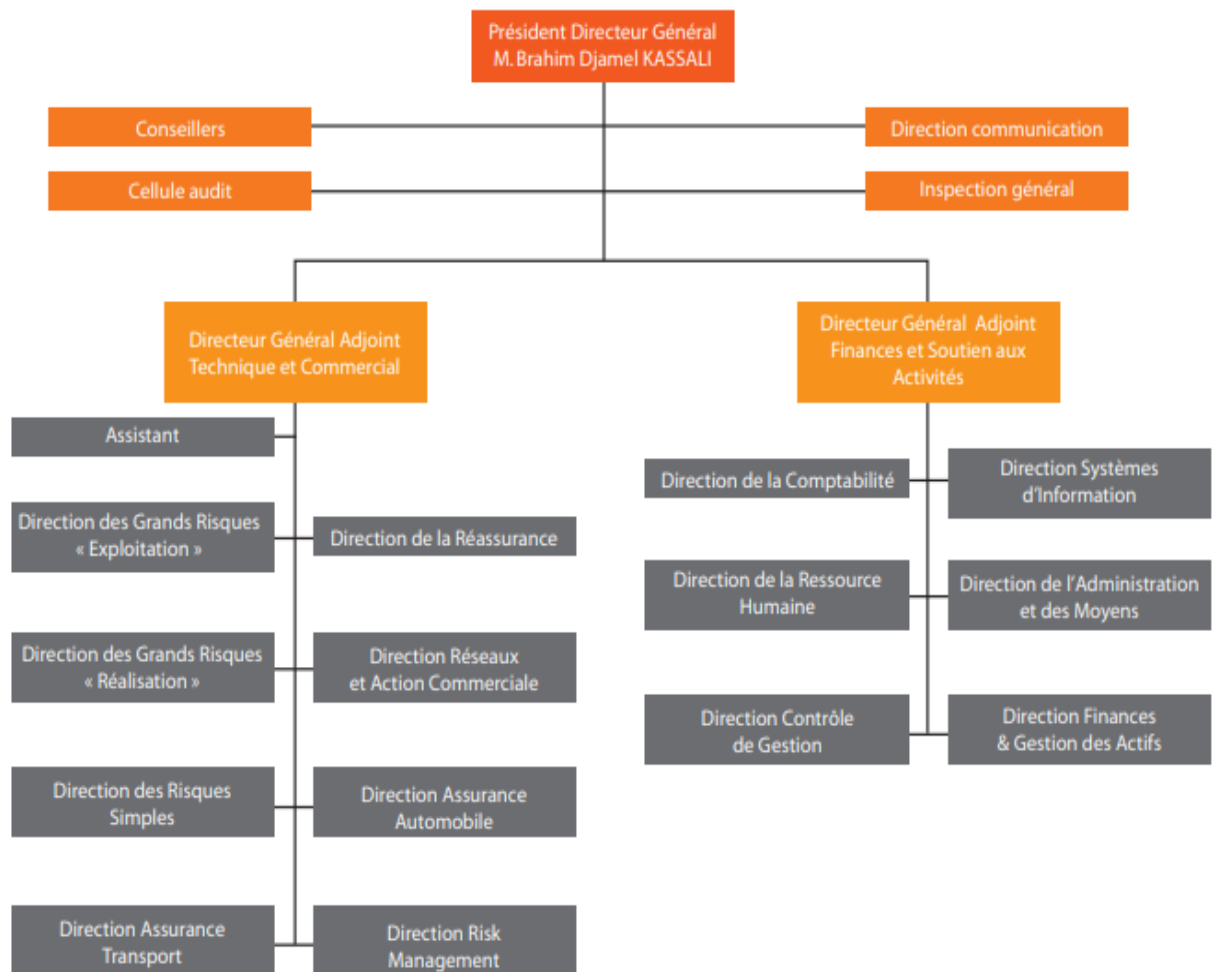 Président Directeur Général
M. Brahim Djamel KASSALI
Conseillers
Direction communication
Cellule audit
Inspection général
Directeur Général Adjoint
Technique et Commercial
Directeur Général Adjoint
Finances et Soutien aux
Activités
Assistant
Direction des Grands Risques
« Exploitation »
Direction de la Réassurance
Direction des Grands Risques
« Réalisation »
Direction Réseaux
et Action Commerciale
Direction des Risques
Simples
Direction Assurance
Automobile
Direction Assurance
Transport
Direction Risk
Management
Direction de la Comptabilité
Direction Systèmes
d’Information
Direction de la Ressource
Humaine
Direction de l’Administration
et des Moyens
Direction Contrôle
de Gestion
Direction Finances
& Gestion des Actifs